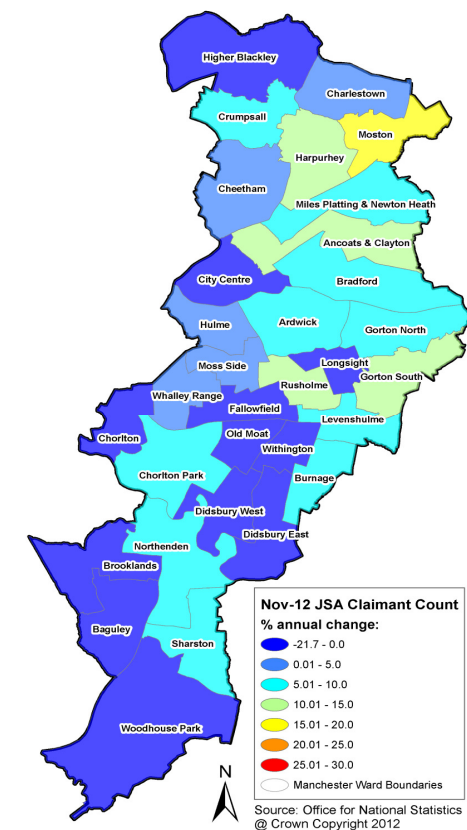 Higher Blackley
Charlestown
Crumpsall
Moston
Harpurhey
Cheetham
Miles Platting & Newton Heath
Ancoats & Clayton
City Centre
Bradford
Hulme
Ardwick
Gorton North
Moss Side
Longsight
Gorton South
Rusholme
Whalley Range
Fallowfield
Levenshulme
Chorlton
Old Moat
Withington
Chorlton Park
Burnage
Didsbury West
Didsbury East
Northenden
Brooklands
Baguley
Sharston
Woodhouse Park
Nov-12 JSA Claimant Count
% annual change:
-21.7 - 0.0
0.01 - 5.0
5.01 - 10.0
10.01 - 15.0
15.01 - 20.0
20.01 - 25.0
25.01 - 30.0
Manchester Ward Boundaries
N
Source: Office for National Statistics
@ Crown Copyright 2012